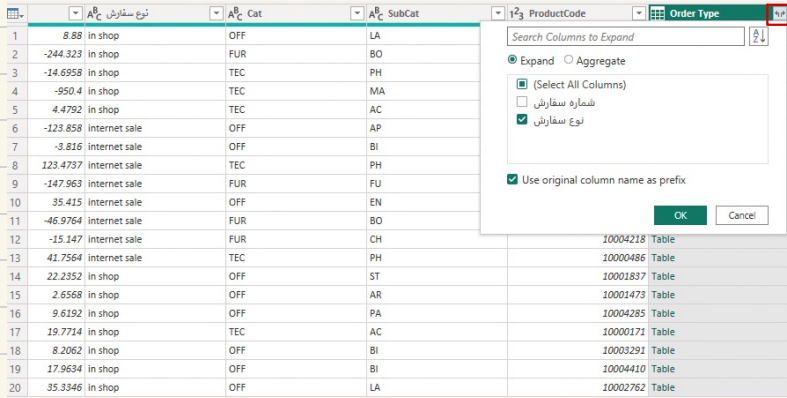 نوع سفارش ABC Cat ABC SubCat 123 ProductCode Order Type
1 8.88 in shop OFF LA
2 -244.323 in shop FUR BO
3 -14.6958 in shop TEC PH
4 -950.4 in shop TEC MA
5 4.4792 in shop TEC AC
6 -123.858 internet sale OFF AP
7 -3.816 internet sale OFF BI
8 123.4737 internet sale TEC PH
9 -147.963 internet sale FUR FU
10 35.415 internet sale OFF EN
11 -46.9764 internet sale FUR BO
12 -15.147 internet sale FUR CH 10004218 Table
13 41.7564 internet sale TEC PH 10000486 Table
14 22.2352 in shop OFF ST 10001837 Table
15 2.6568 in shop OFF AR 10001473 Table
16 9.6192 in shop OFF PA 10004285 Table
17 19.7714 in shop TEC AC 10000171 Table
18 8.2062 in shop OFF BI 10003291 Table
19 17.9634 in shop OFF BI 10004410 Table
20 35.3346 in shop OFF LA 10002762 Table
Search Columns to Expand
Expand Aggregate
(Select All Columns)
شماره سفارش
نوع سفارش
Use original column name as prefix
OK Cancel